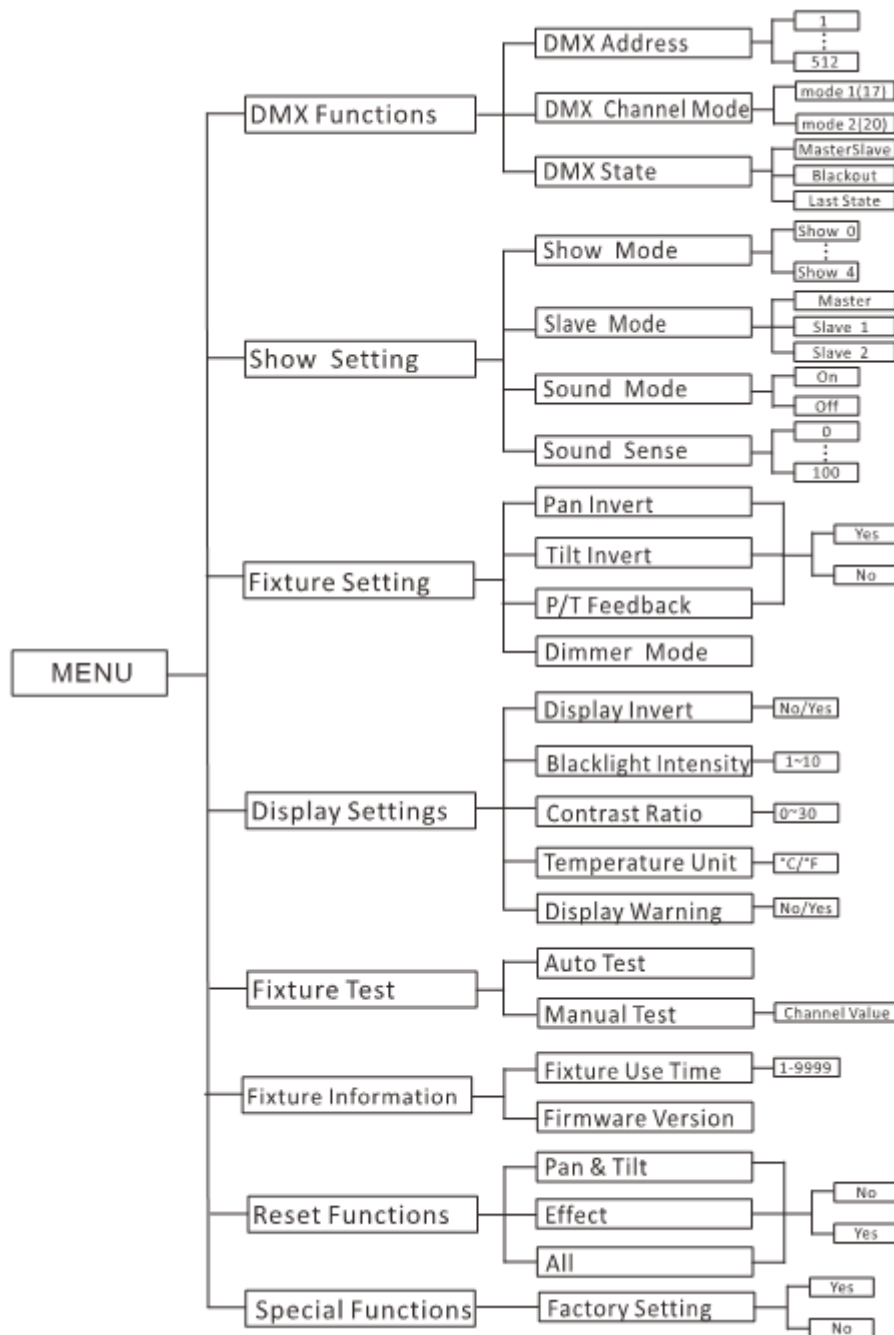 MENU
DMX Functions
DMX Address
1
512
DMX Channel Mode
mode 1(17)
mode 2(20)
DMX State
MasterSlave
Blackout
Last State
Show Setting
Show Mode
Show 0
Show 4
Slave Mode
Master
Slave 1
Slave 2
Sound Mode
On
Off
Sound Sense
0
100
Fixture Setting
Pan Invert
Tilt Invert
P/T Feedback
Yes
No
Dimmer Mode
Display Settings
Display Invert
No/Yes
Blacklight Intensity
1~10
Contrast Ratio
0~30
Temperature Unit
°C/°F
Display Warning
No/Yes
Fixture Test
Auto Test
Manual Test
Channel Value
Fixture Information
Fixture Use Time
1-9999
Firmware Version
Reset Functions
Pan & Tilt
Effect
All
No
Yes
Special Functions
Factory Setting
Yes
No